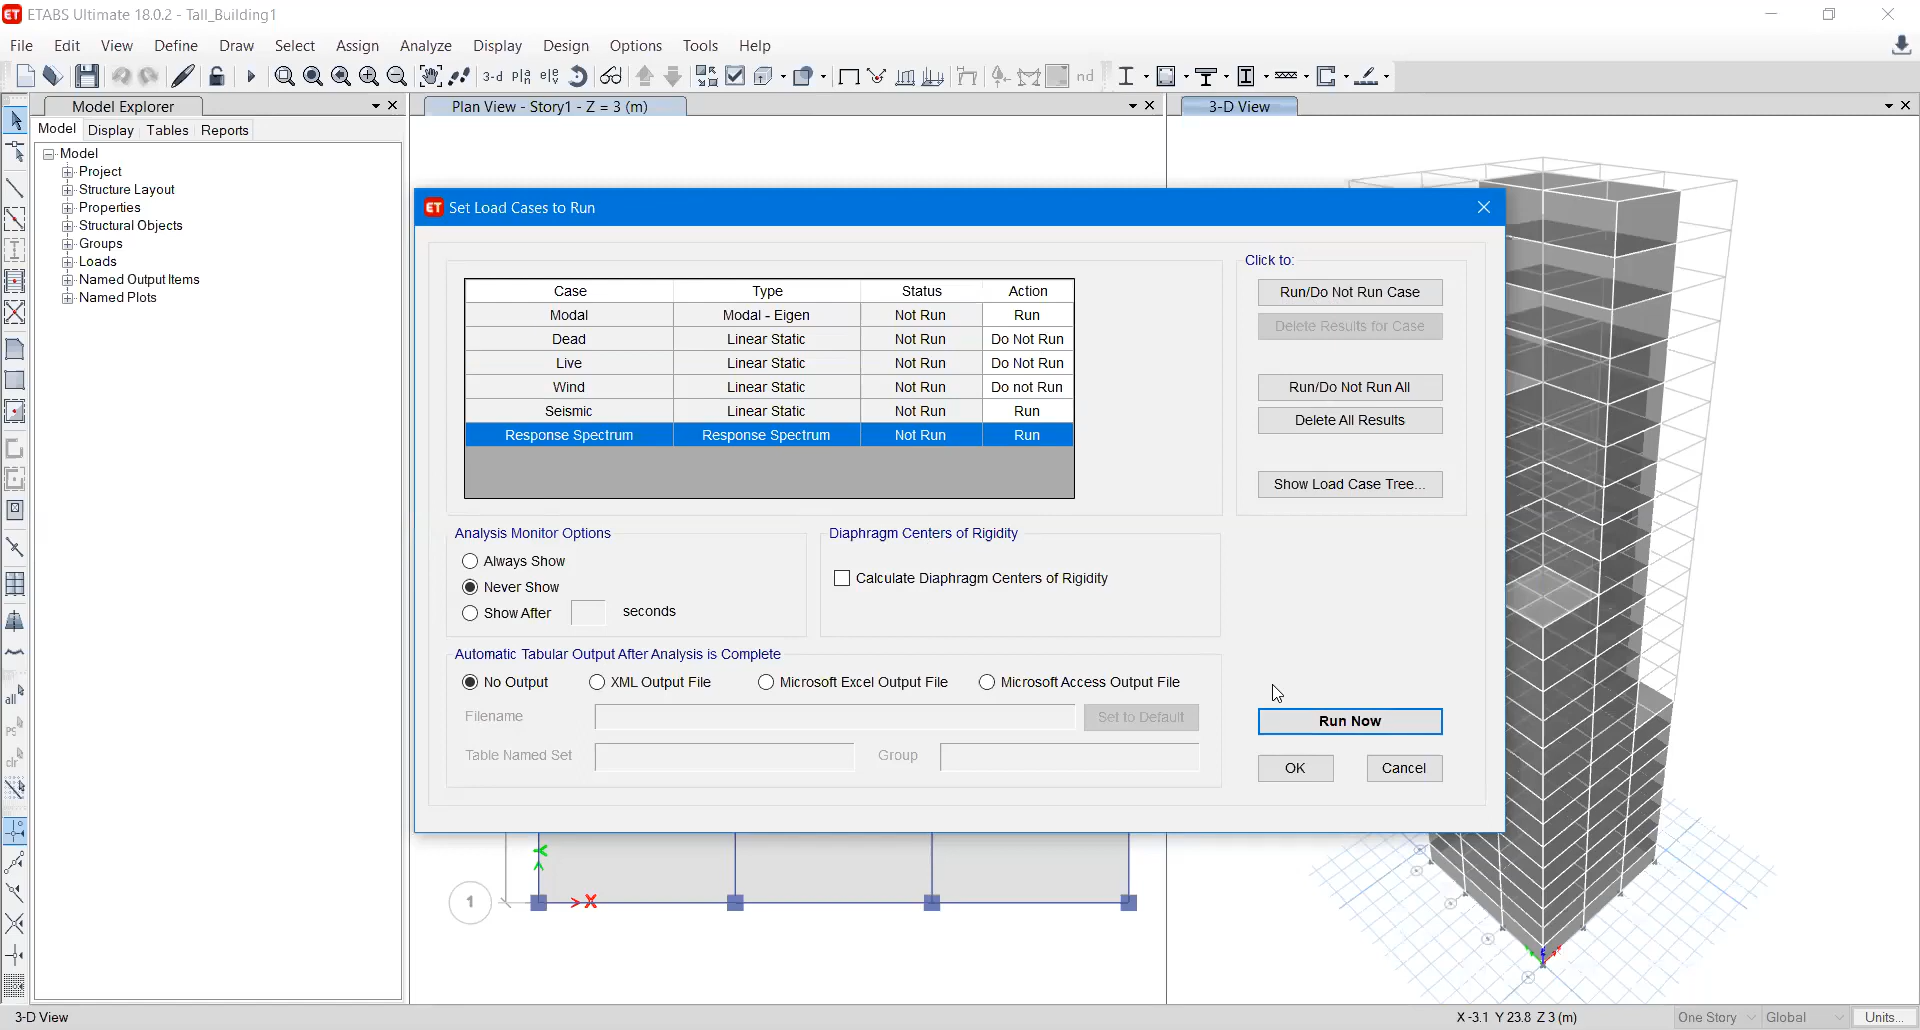 ET ETABS Ultimate 18.0.2 - Tall_Building1
File Edit View Define Draw Select Assign Analyze Display Design Options Tools Help
3-d Pla ele nd
Model Explorer
Plan View - Story1 - Z = 3 (m)
3-D View
Model Display Tables Reports
Model
Project
Structure Layout
Properties
Structural Objects
Groups
Loads
Named Output Items
Named Plots
all
ps
clr
ET Set Load Cases to Run
Case Type Status Action
Modal Modal - Eigen Not Run Run
Dead Linear Static Not Run Do Not Run
Live Linear Static Not Run Do Not Run
Wind Linear Static Not Run Do not Run
Seismic Linear Static Not Run Run
Response Spectrum Response Spectrum Not Run Run
Click to:
Run/Do Not Run Case
Delete Results for Case
Run/Do Not Run All
Delete All Results
Show Load Case Tree...
Analysis Monitor Options
Always Show
Never Show
Show After seconds
Diaphragm Centers of Rigidity
Calculate Diaphragm Centers of Rigidity
Automatic Tabular Output After Analysis is Complete
No Output XML Output File Microsoft Excel Output File Microsoft Access Output File
Filename Set to Default
Table Named Set Group
Run Now
OK Cancel
1
X
3-D View
X -3.1 Y 23.8 Z 3 (m)
One Story Global Units...